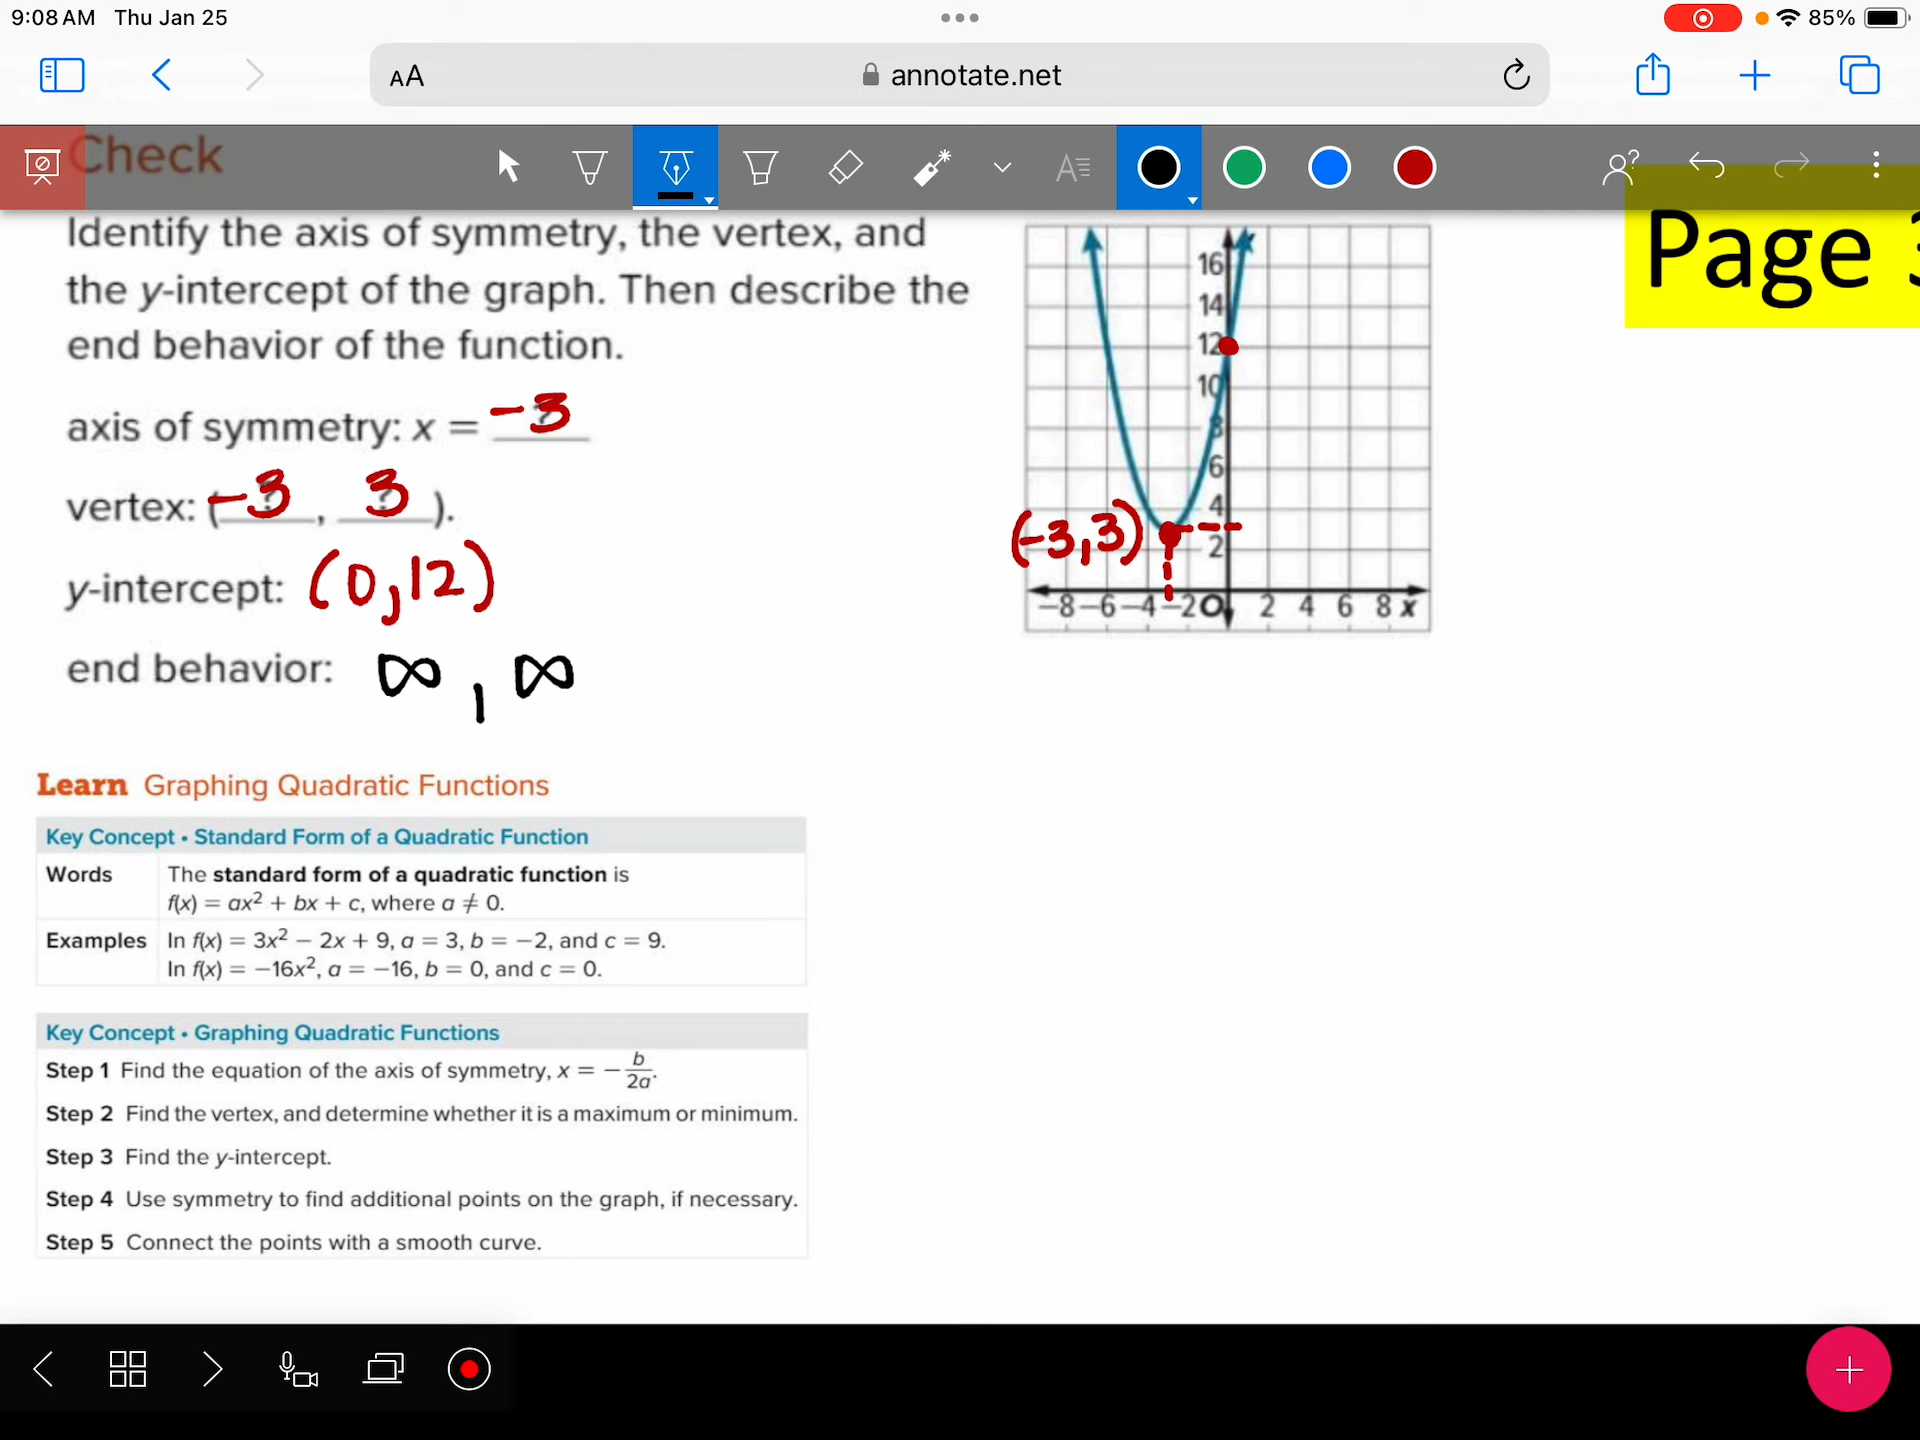 9:08 AM Thu Jan 25
85%
AA
annotate.net
Check
Page 3
Identify the axis of symmetry, the vertex, and
the y-intercept of the graph. Then describe the
end behavior of the function.
axis of symmetry: x = -3
vertex: (-3, 3).
y-intercept: (0,12)
end behavior: ∞, ∞
16
14
12
10
8
6
4
2
(-3,3)
−8 −6 −4 −2 O 2 4 6 8 x
Learn Graphing Quadratic Functions
Key Concept • Standard Form of a Quadratic Function
Words The standard form of a quadratic function is
f(x) = ax² + bx + c, where a ≠ 0.
Examples In f(x) = 3x² − 2x + 9, a = 3, b = −2, and c = 9.
In f(x) = −16x², a = −16, b = 0, and c = 0.
Key Concept • Graphing Quadratic Functions
Step 1 Find the equation of the axis of symmetry, x = −b/2a.
Step 2 Find the vertex, and determine whether it is a maximum or minimum.
Step 3 Find the y-intercept.
Step 4 Use symmetry to find additional points on the graph, if necessary.
Step 5 Connect the points with a smooth curve.